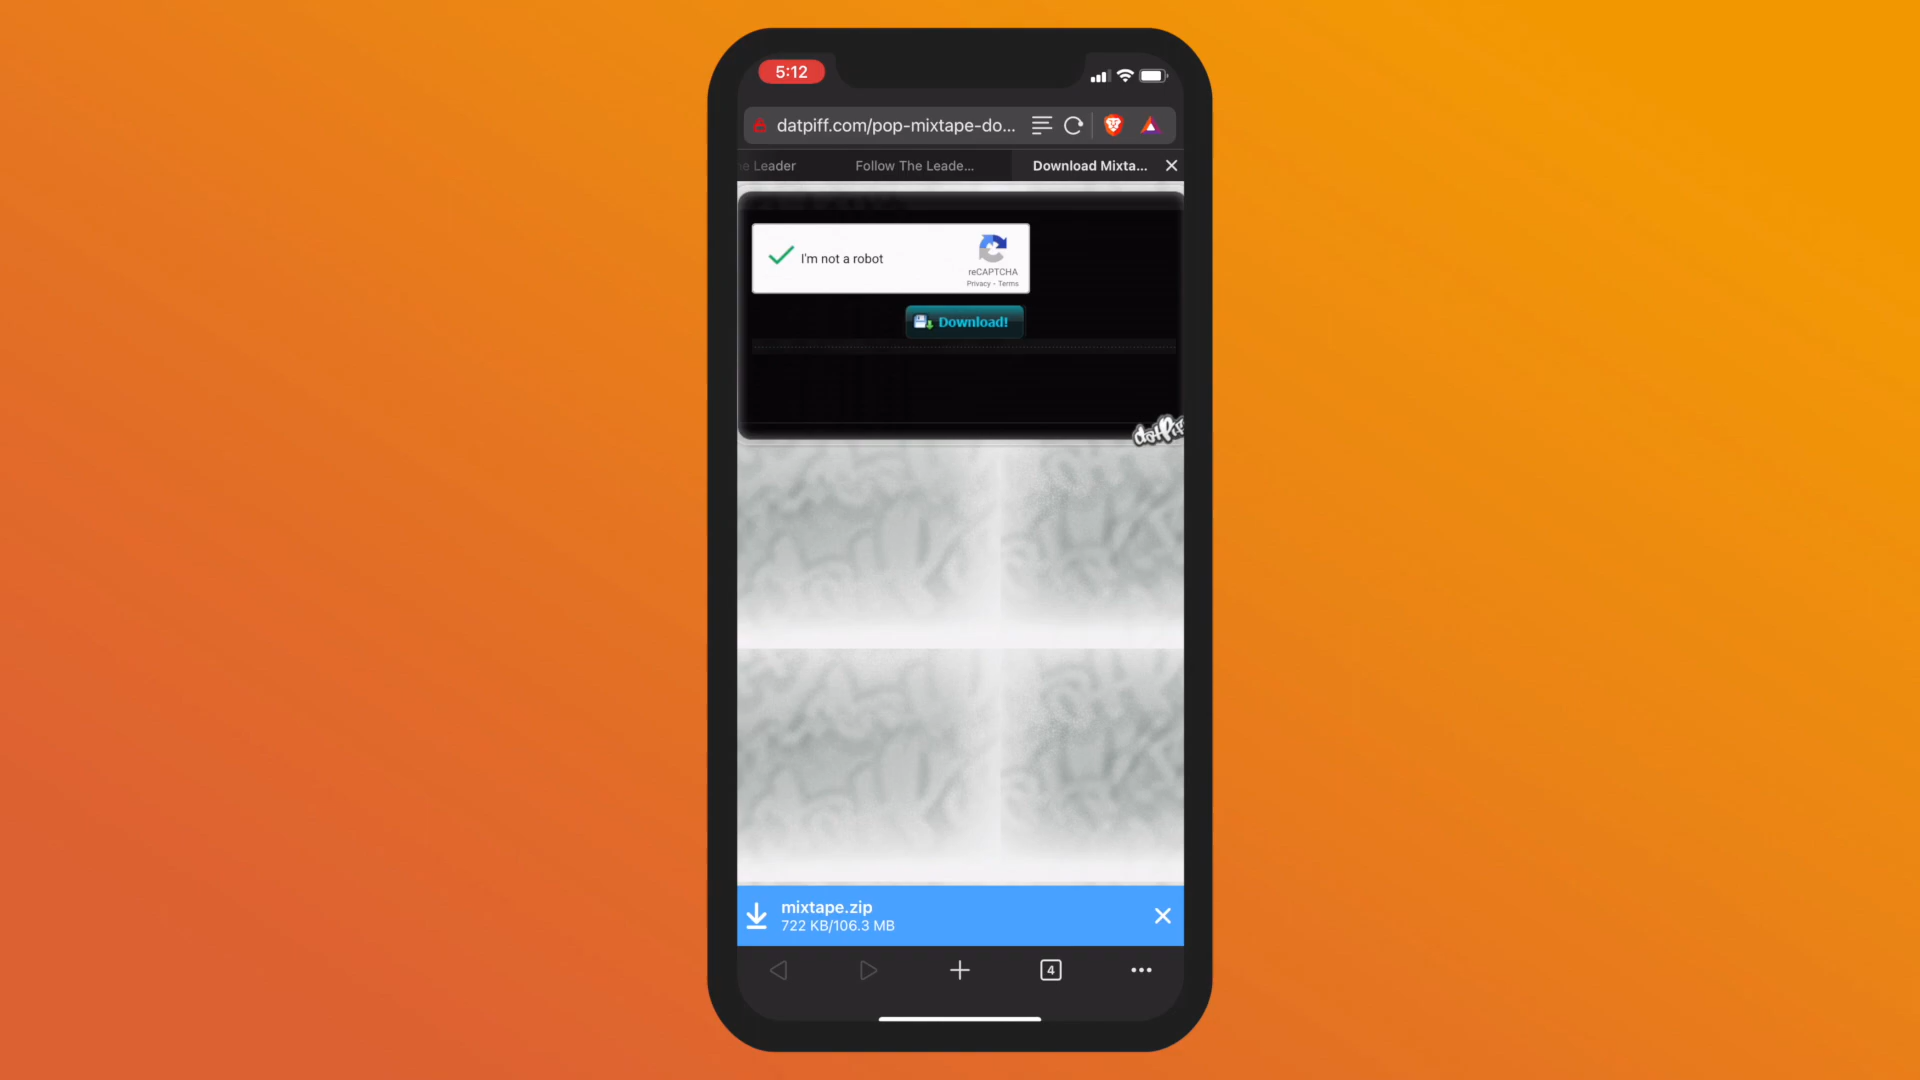 5:12
datpiff.com/pop-mixtape-do...
e Leader
Follow The Leade...
Download Mixta...
I'm not a robot
reCAPTCHA
Privacy - Terms
Download!
datPiff
mixtape.zip
722 KB/106.3 MB
4